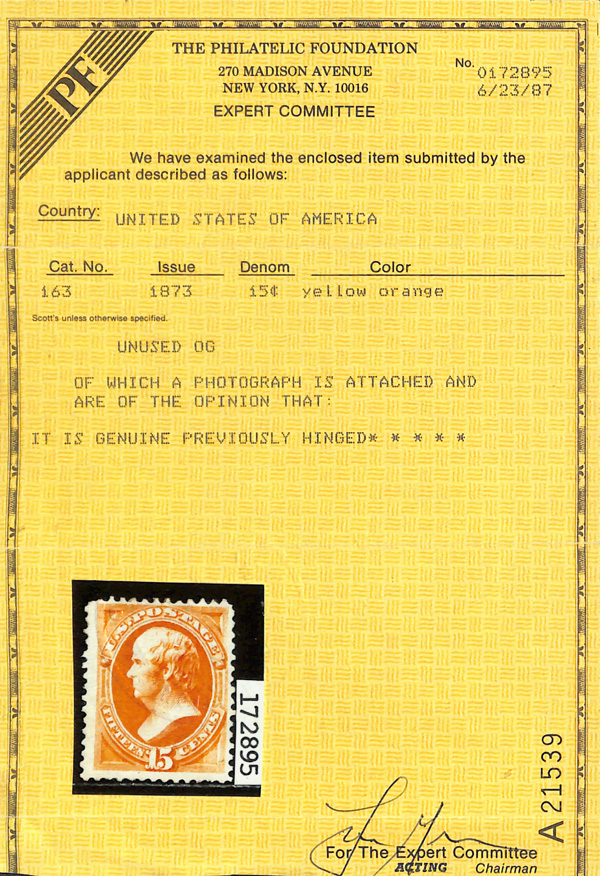 PF
THE PHILATELIC FOUNDATION
270 MADISON AVENUE
NEW YORK, N.Y. 10016
EXPERT COMMITTEE
No. 0172895
6/23/87
We have examined the enclosed item submitted by the
applicant described as follows:
Country: UNITED STATES OF AMERICA
Cat. No. Issue Denom Color
163 1873 15¢ yellow orange
Scott's unless otherwise specified.
UNUSED OG
OF WHICH A PHOTOGRAPH IS ATTACHED AND
ARE OF THE OPINION THAT:
IT IS GENUINE PREVIOUSLY HINGED* * * * *
U.S. POSTAGE
FIFTEEN 15 CENTS
172895
A 21539
For The Expert Committee
ACTING Chairman